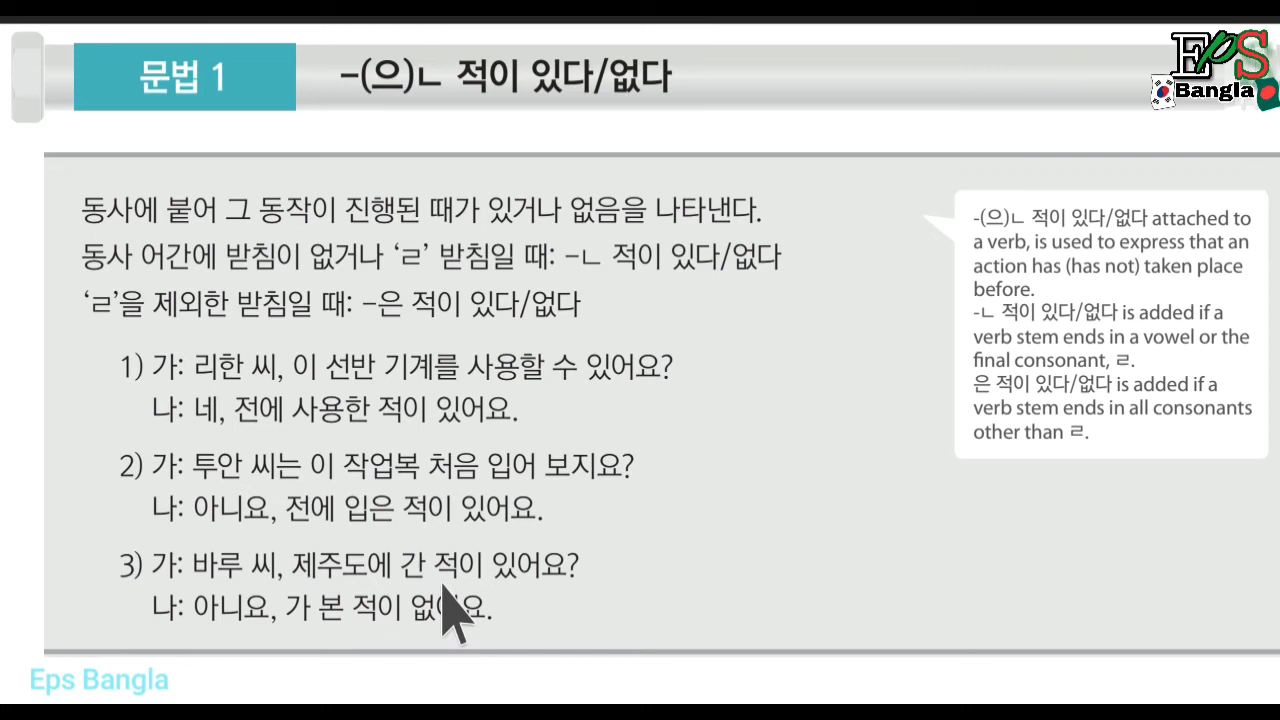 문법 1
-(으)ㄴ 적이 있다/없다
Eps
Bangla
동사에 붙어 그 동작이 진행된 때가 있거나 없음을 나타낸다.
동사 어간에 받침이 없거나 ‘ㄹ’ 받침일 때: -ㄴ 적이 있다/없다
‘ㄹ’을 제외한 받침일 때: -은 적이 있다/없다
1) 가: 리한 씨, 이 선반 기계를 사용할 수 있어요?
나: 네, 전에 사용한 적이 있어요.
2) 가: 투안 씨는 이 작업복 처음 입어 보지요?
나: 아니요, 전에 입은 적이 있어요.
3) 가: 바루 씨, 제주도에 간 적이 있어요?
나: 아니요, 가 본 적이 없어요.
-(으)ㄴ 적이 있다/없다 attached to
a verb, is used to express that an
action has (has not) taken place
before.
-ㄴ 적이 있다/없다 is added if a
verb stem ends in a vowel or the
final consonant, ㄹ.
은 적이 있다/없다 is added if a
verb stem ends in all consonants
other than ㄹ.
Eps Bangla